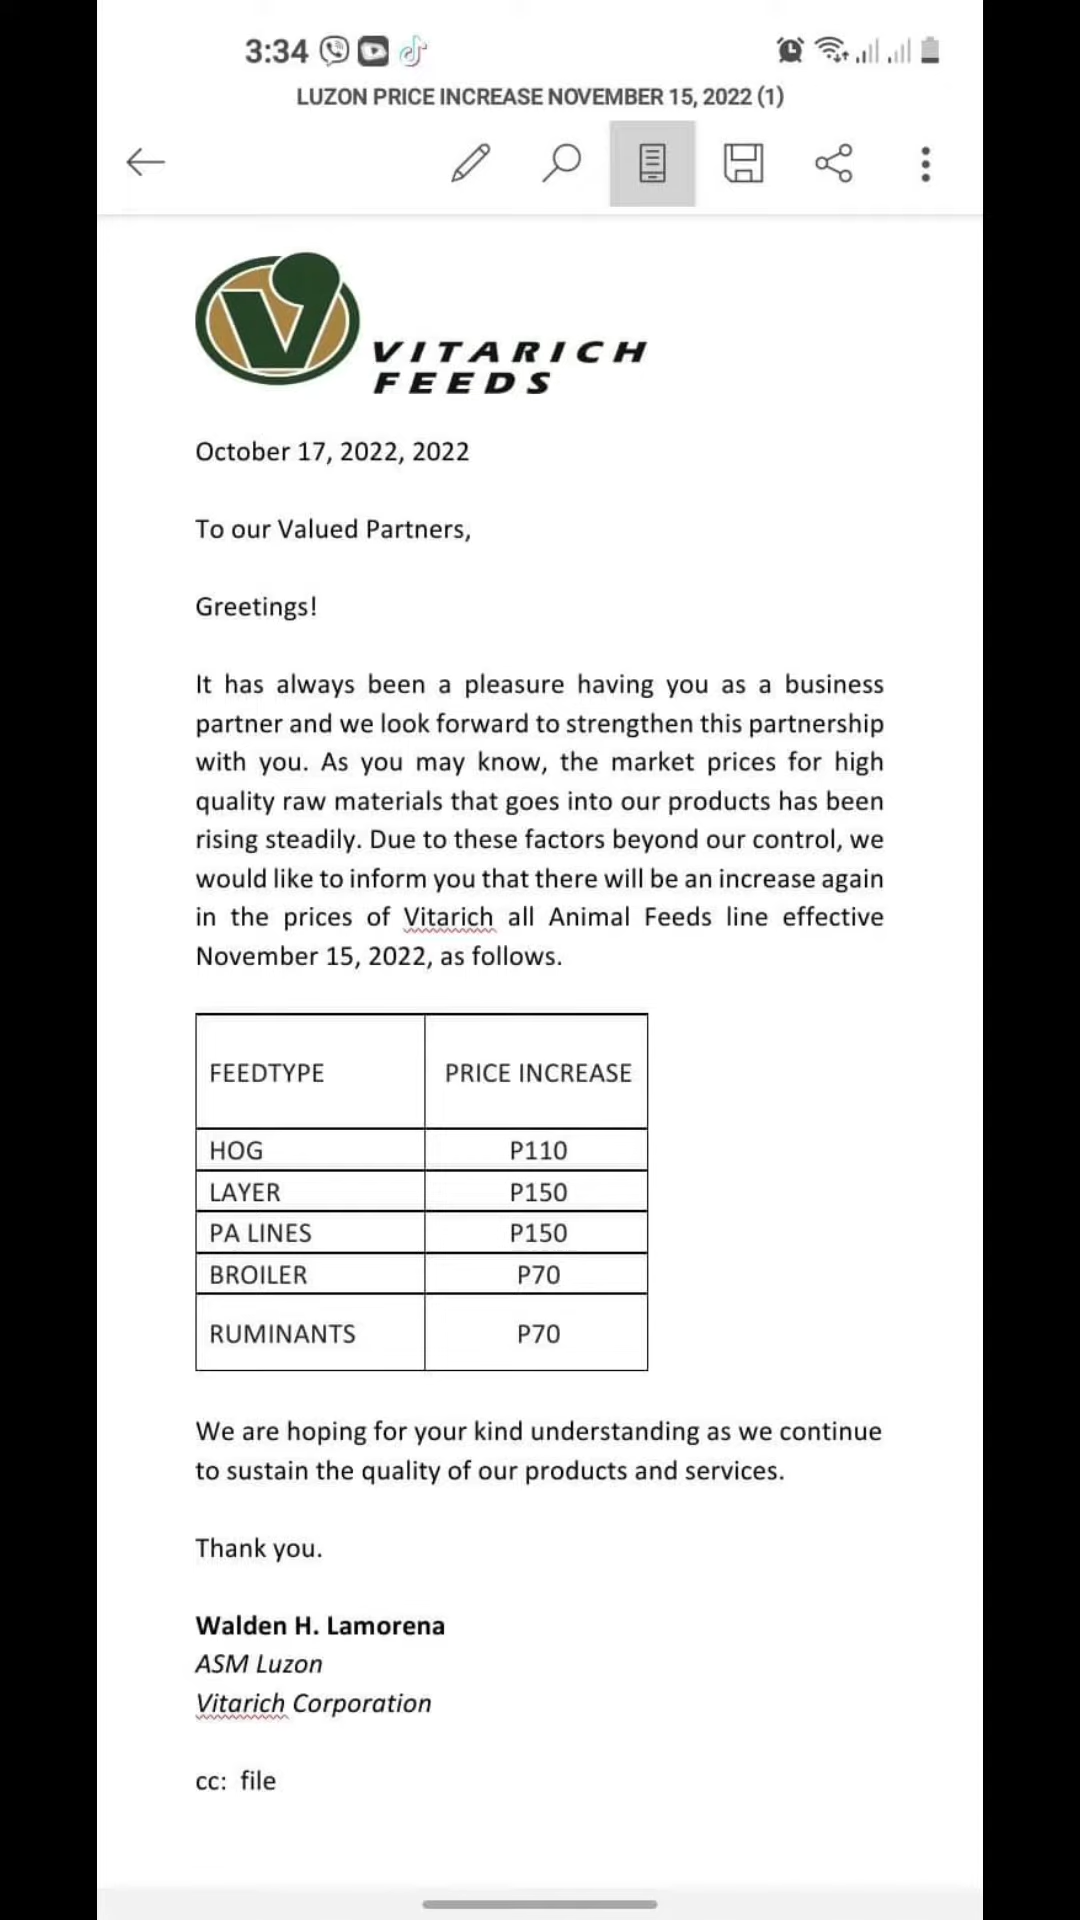 3:34
LUZON PRICE INCREASE NOVEMBER 15, 2022 (1)
VITARICH
FEEDS
October 17, 2022, 2022
To our Valued Partners,
Greetings!
It has always been a pleasure having you as a business
partner and we look forward to strengthen this partnership
with you. As you may know, the market prices for high
quality raw materials that goes into our products has been
rising steadily. Due to these factors beyond our control, we
would like to inform you that there will be an increase again
in the prices of Vitarich all Animal Feeds line effective
November 15, 2022, as follows.
FEEDTYPE PRICE INCREASE
HOG P110
LAYER P150
PA LINES P150
BROILER P70
RUMINANTS P70
We are hoping for your kind understanding as we continue
to sustain the quality of our products and services.
Thank you.
Walden H. Lamorena
ASM Luzon
Vitarich Corporation
cc: file